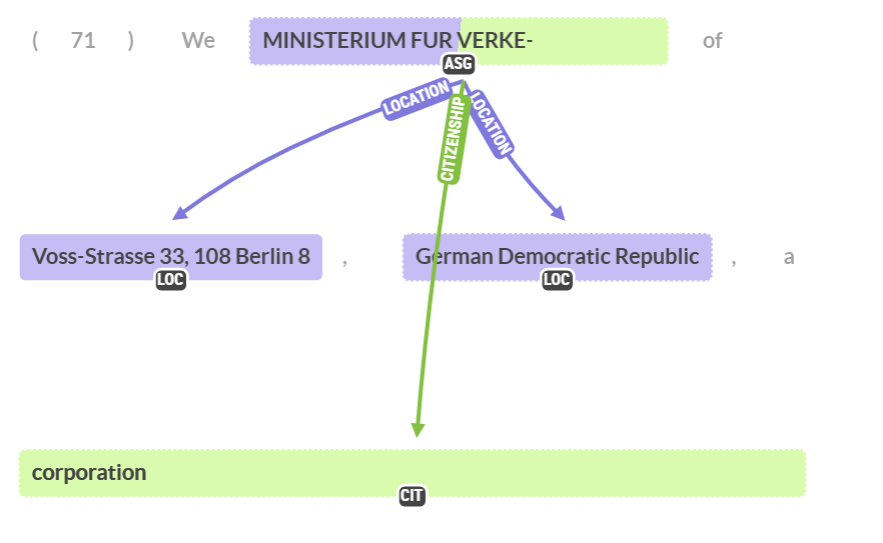 ( 71 ) We MINISTERIUM FUR VERKE- of
ASG
LOCATION
CITIZENSHIP
LOCATION
Voss-Strasse 33, 108 Berlin 8 , German Democratic Republic , a
LOC
LOC
corporation
CIT